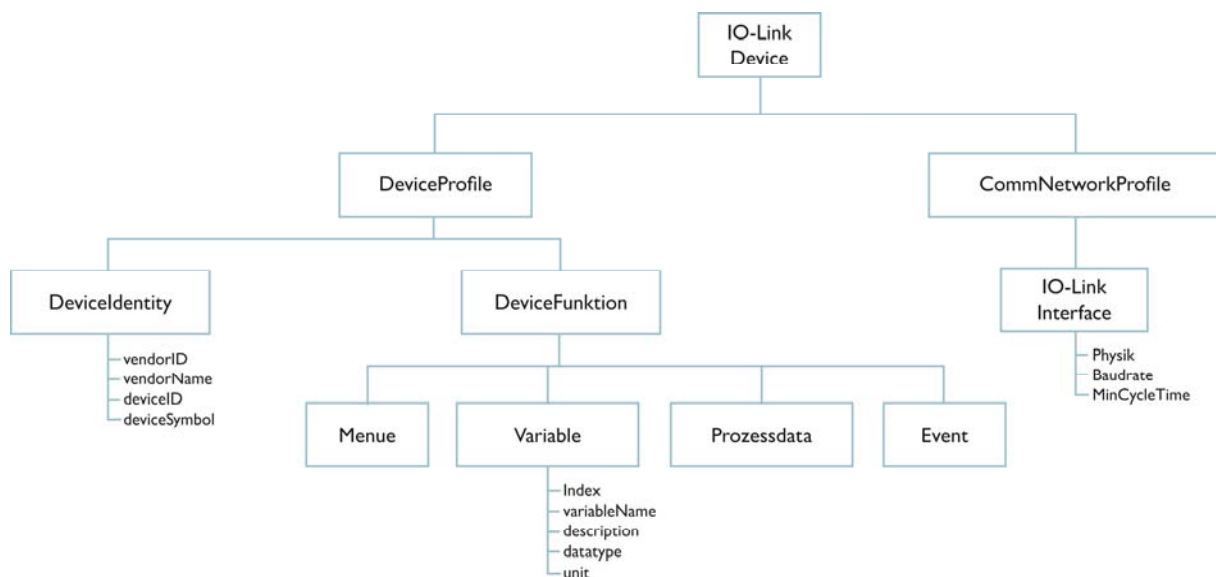 IO-Link
Device
DeviceProfile
CommNetworkProfile
DeviceIdentity
DeviceFunktion
IO-Link
Interface
vendorID
vendorName
deviceID
deviceSymbol
Physik
Baudrate
MinCycleTime
Menue
Variable
Prozessdata
Event
Index
variableName
description
datatype
unit